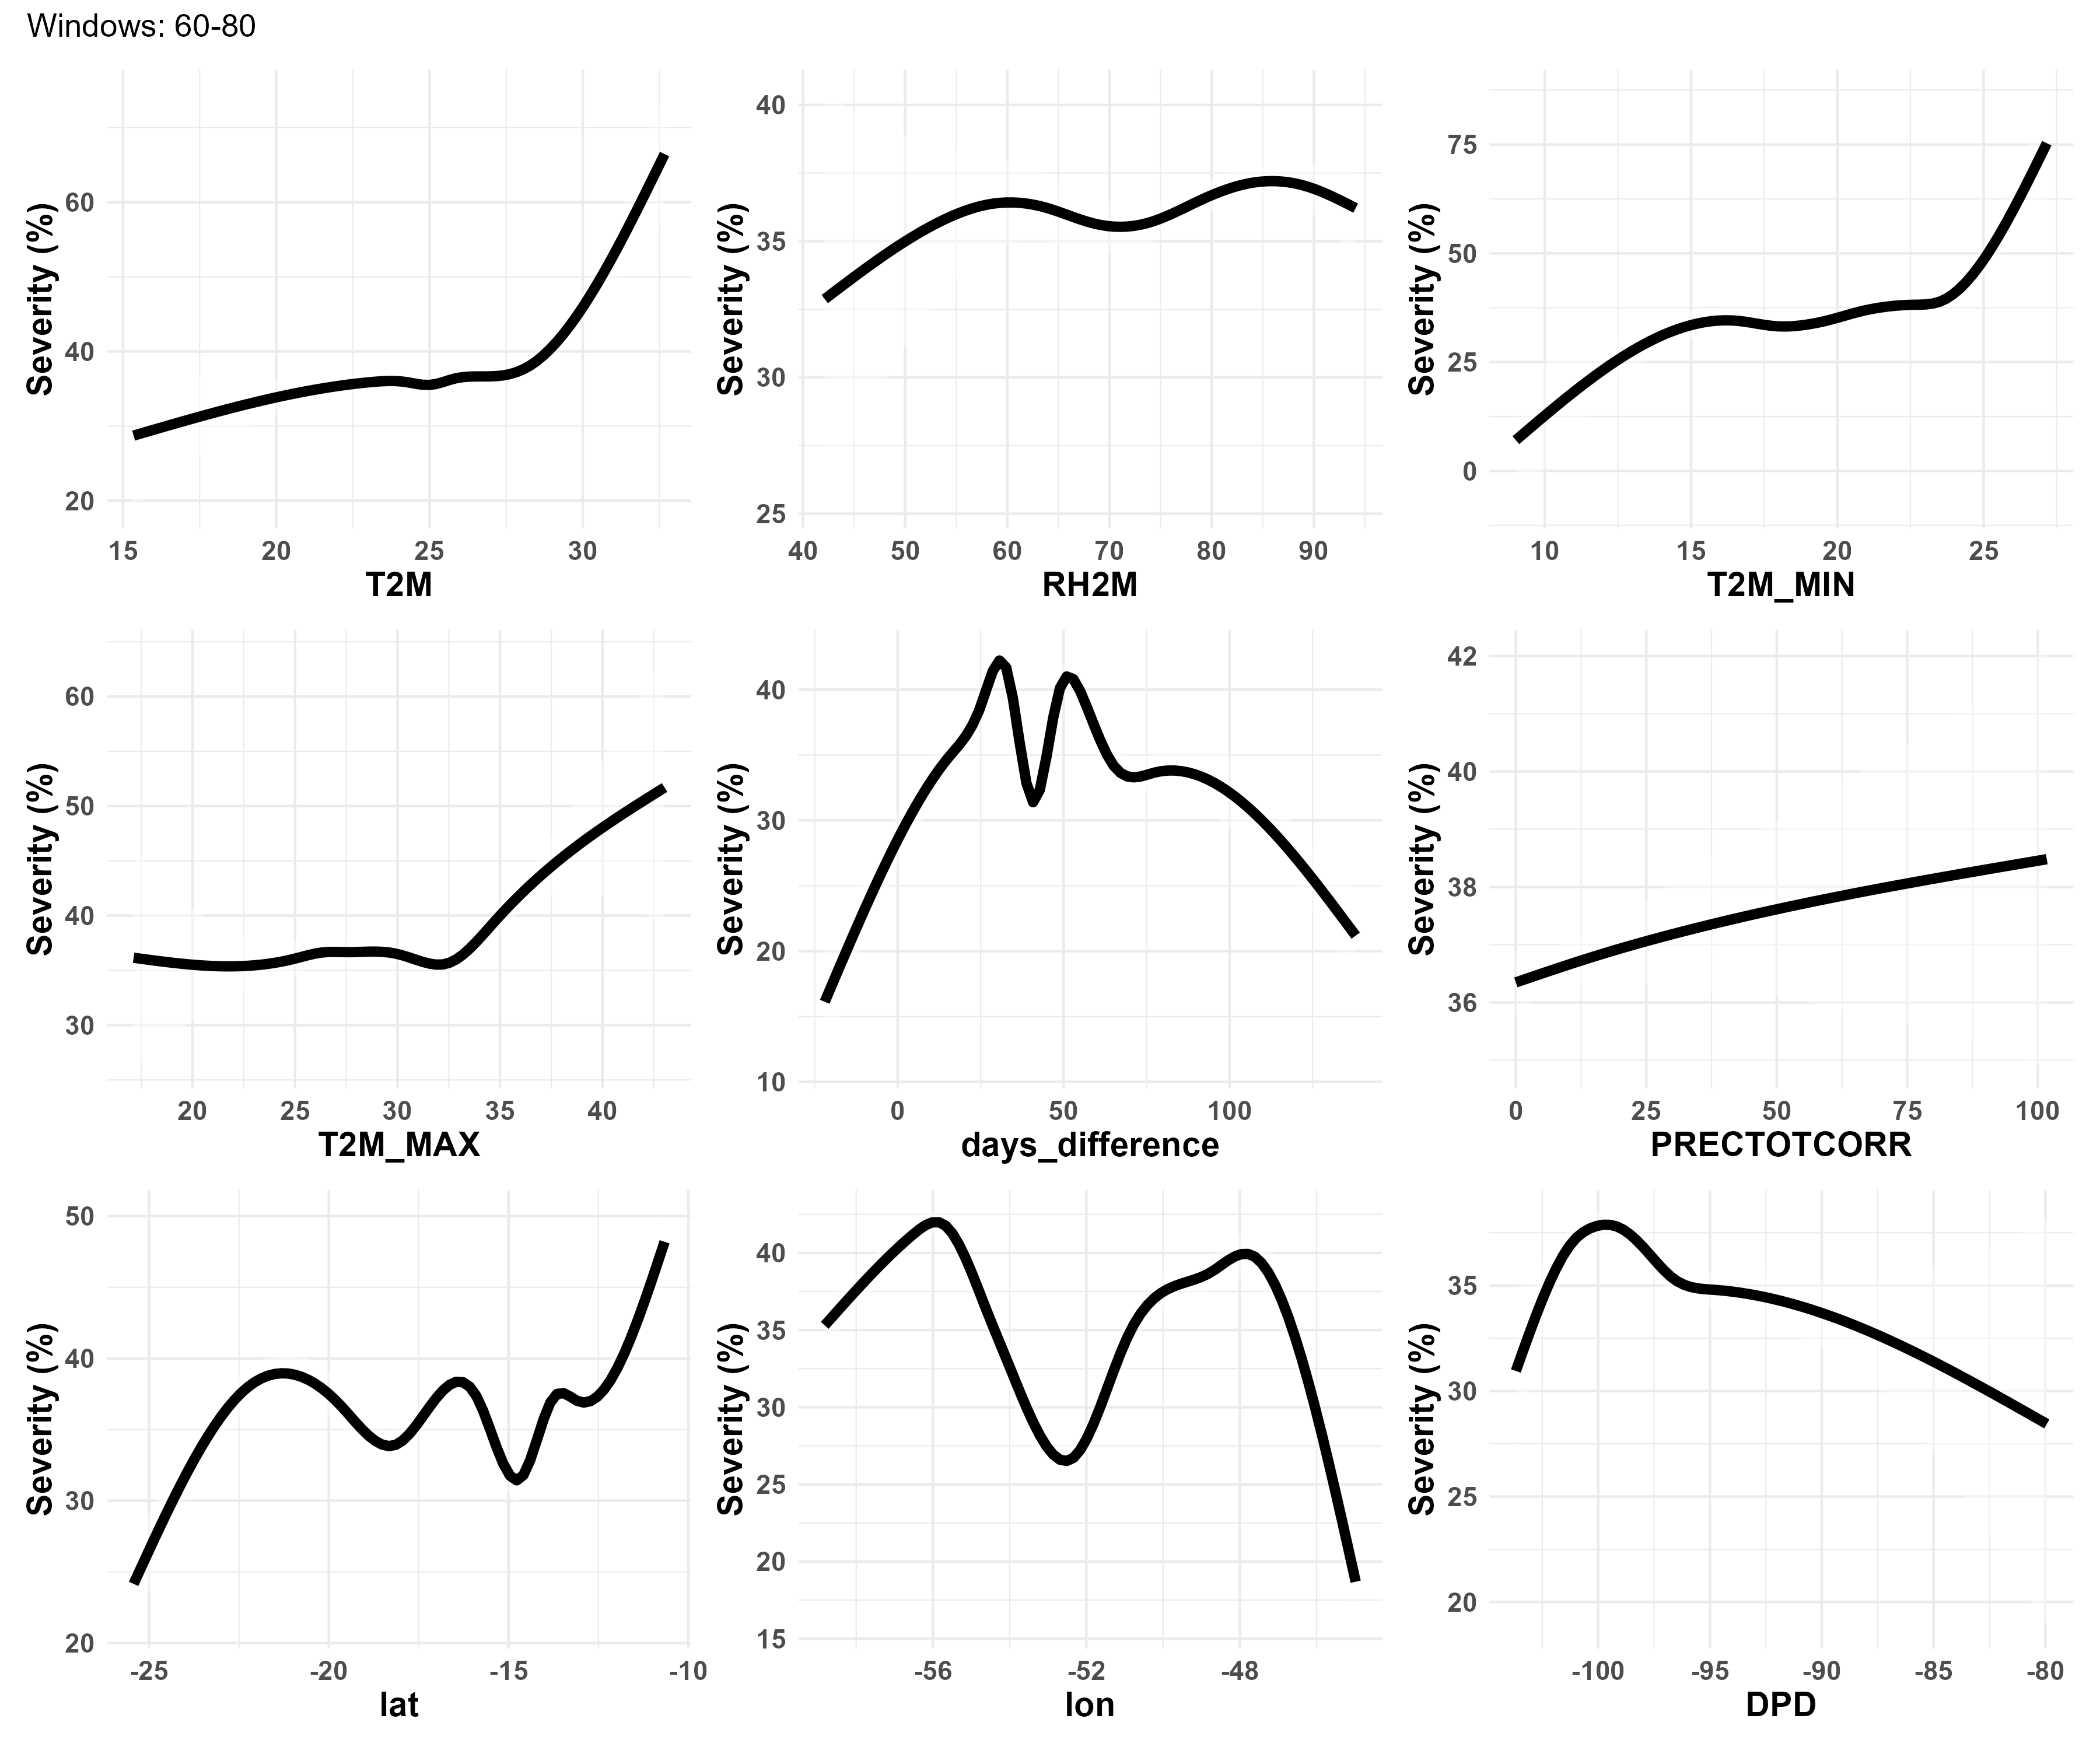 Windows: 60-80
Severity (%)
60
40
20
15 20 25 30
T2M
Severity (%)
40
35
30
25
40 50 60 70 80 90
RH2M
Severity (%)
75
50
25
0
10 15 20 25
T2M_MIN
Severity (%)
60
50
40
30
20 25 30 35 40
T2M_MAX
Severity (%)
40
30
20
10
0 50 100
days_difference
Severity (%)
42
40
38
36
0 25 50 75 100
PRECTOTCORR
Severity (%)
50
40
30
20
-25 -20 -15 -10
lat
Severity (%)
40
35
30
25
20
15
-56 -52 -48
lon
Severity (%)
35
30
25
20
-100 -95 -90 -85 -80
DPD